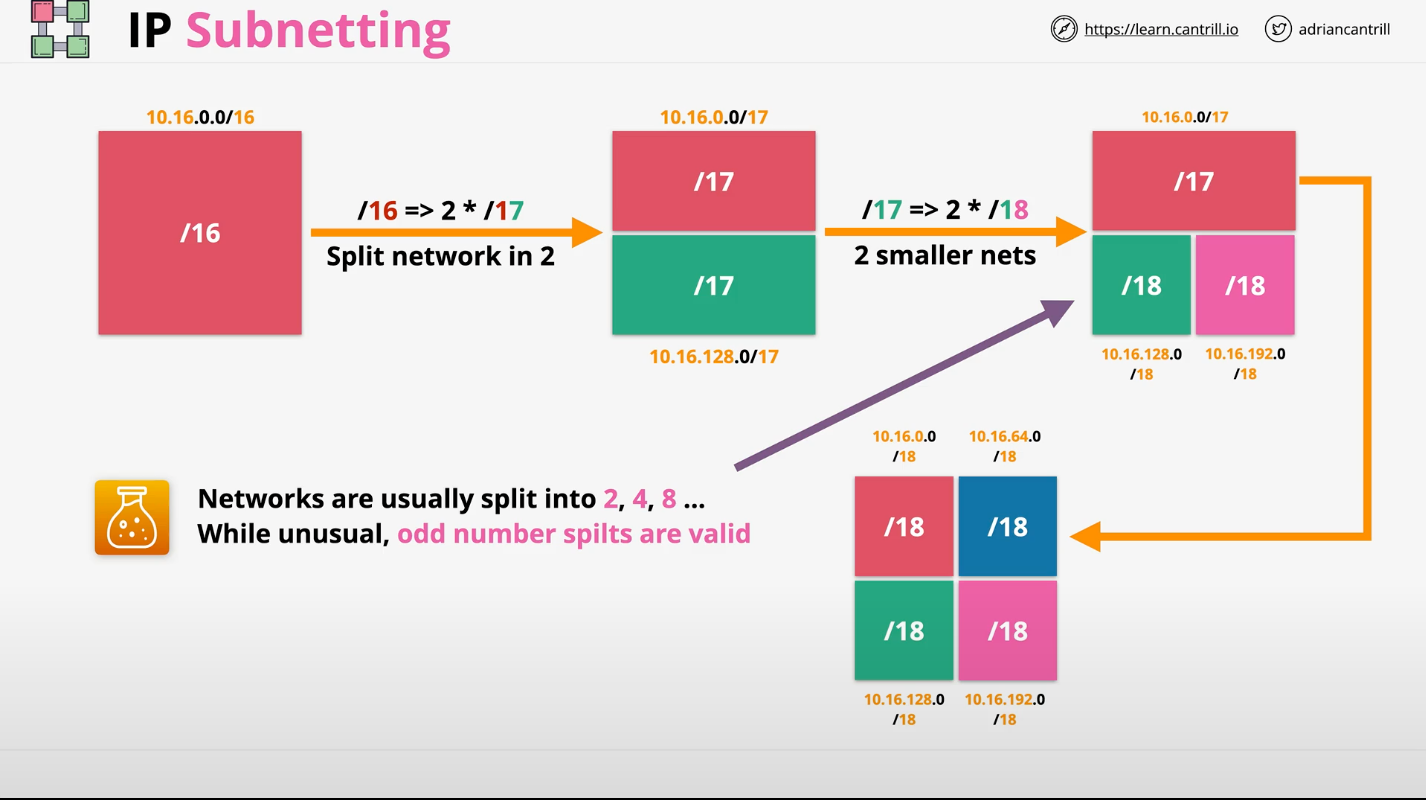 IP Subnetting
https://learn.cantrill.io
adriancantrill
10.16.0.0/16
/16
/16 => 2 * /17
Split network in 2
10.16.0.0/17
/17
/17
10.16.128.0/17
/17 => 2 * /18
2 smaller nets
10.16.0.0/17
/17
/18
/18
10.16.128.0
/18
10.16.192.0
/18
Networks are usually split into 2, 4, 8 ...
While unusual, odd number spilts are valid
10.16.0.0
/18
10.16.64.0
/18
/18
/18
/18
/18
10.16.128.0
/18
10.16.192.0
/18